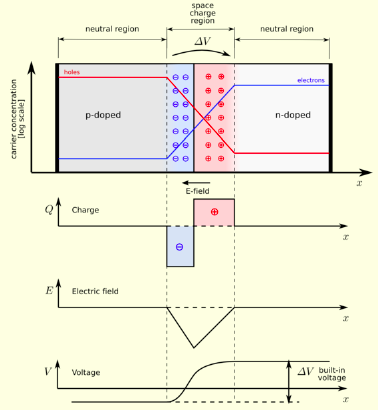 space
charge
region
neutral region
neutral region
ΔV
holes
electrons
carrier concentration
[log scale]
p-doped
n-doped
x
E-field
Q
Charge
x
E
Electric field
x
V
Voltage
ΔV built-in
voltage
x